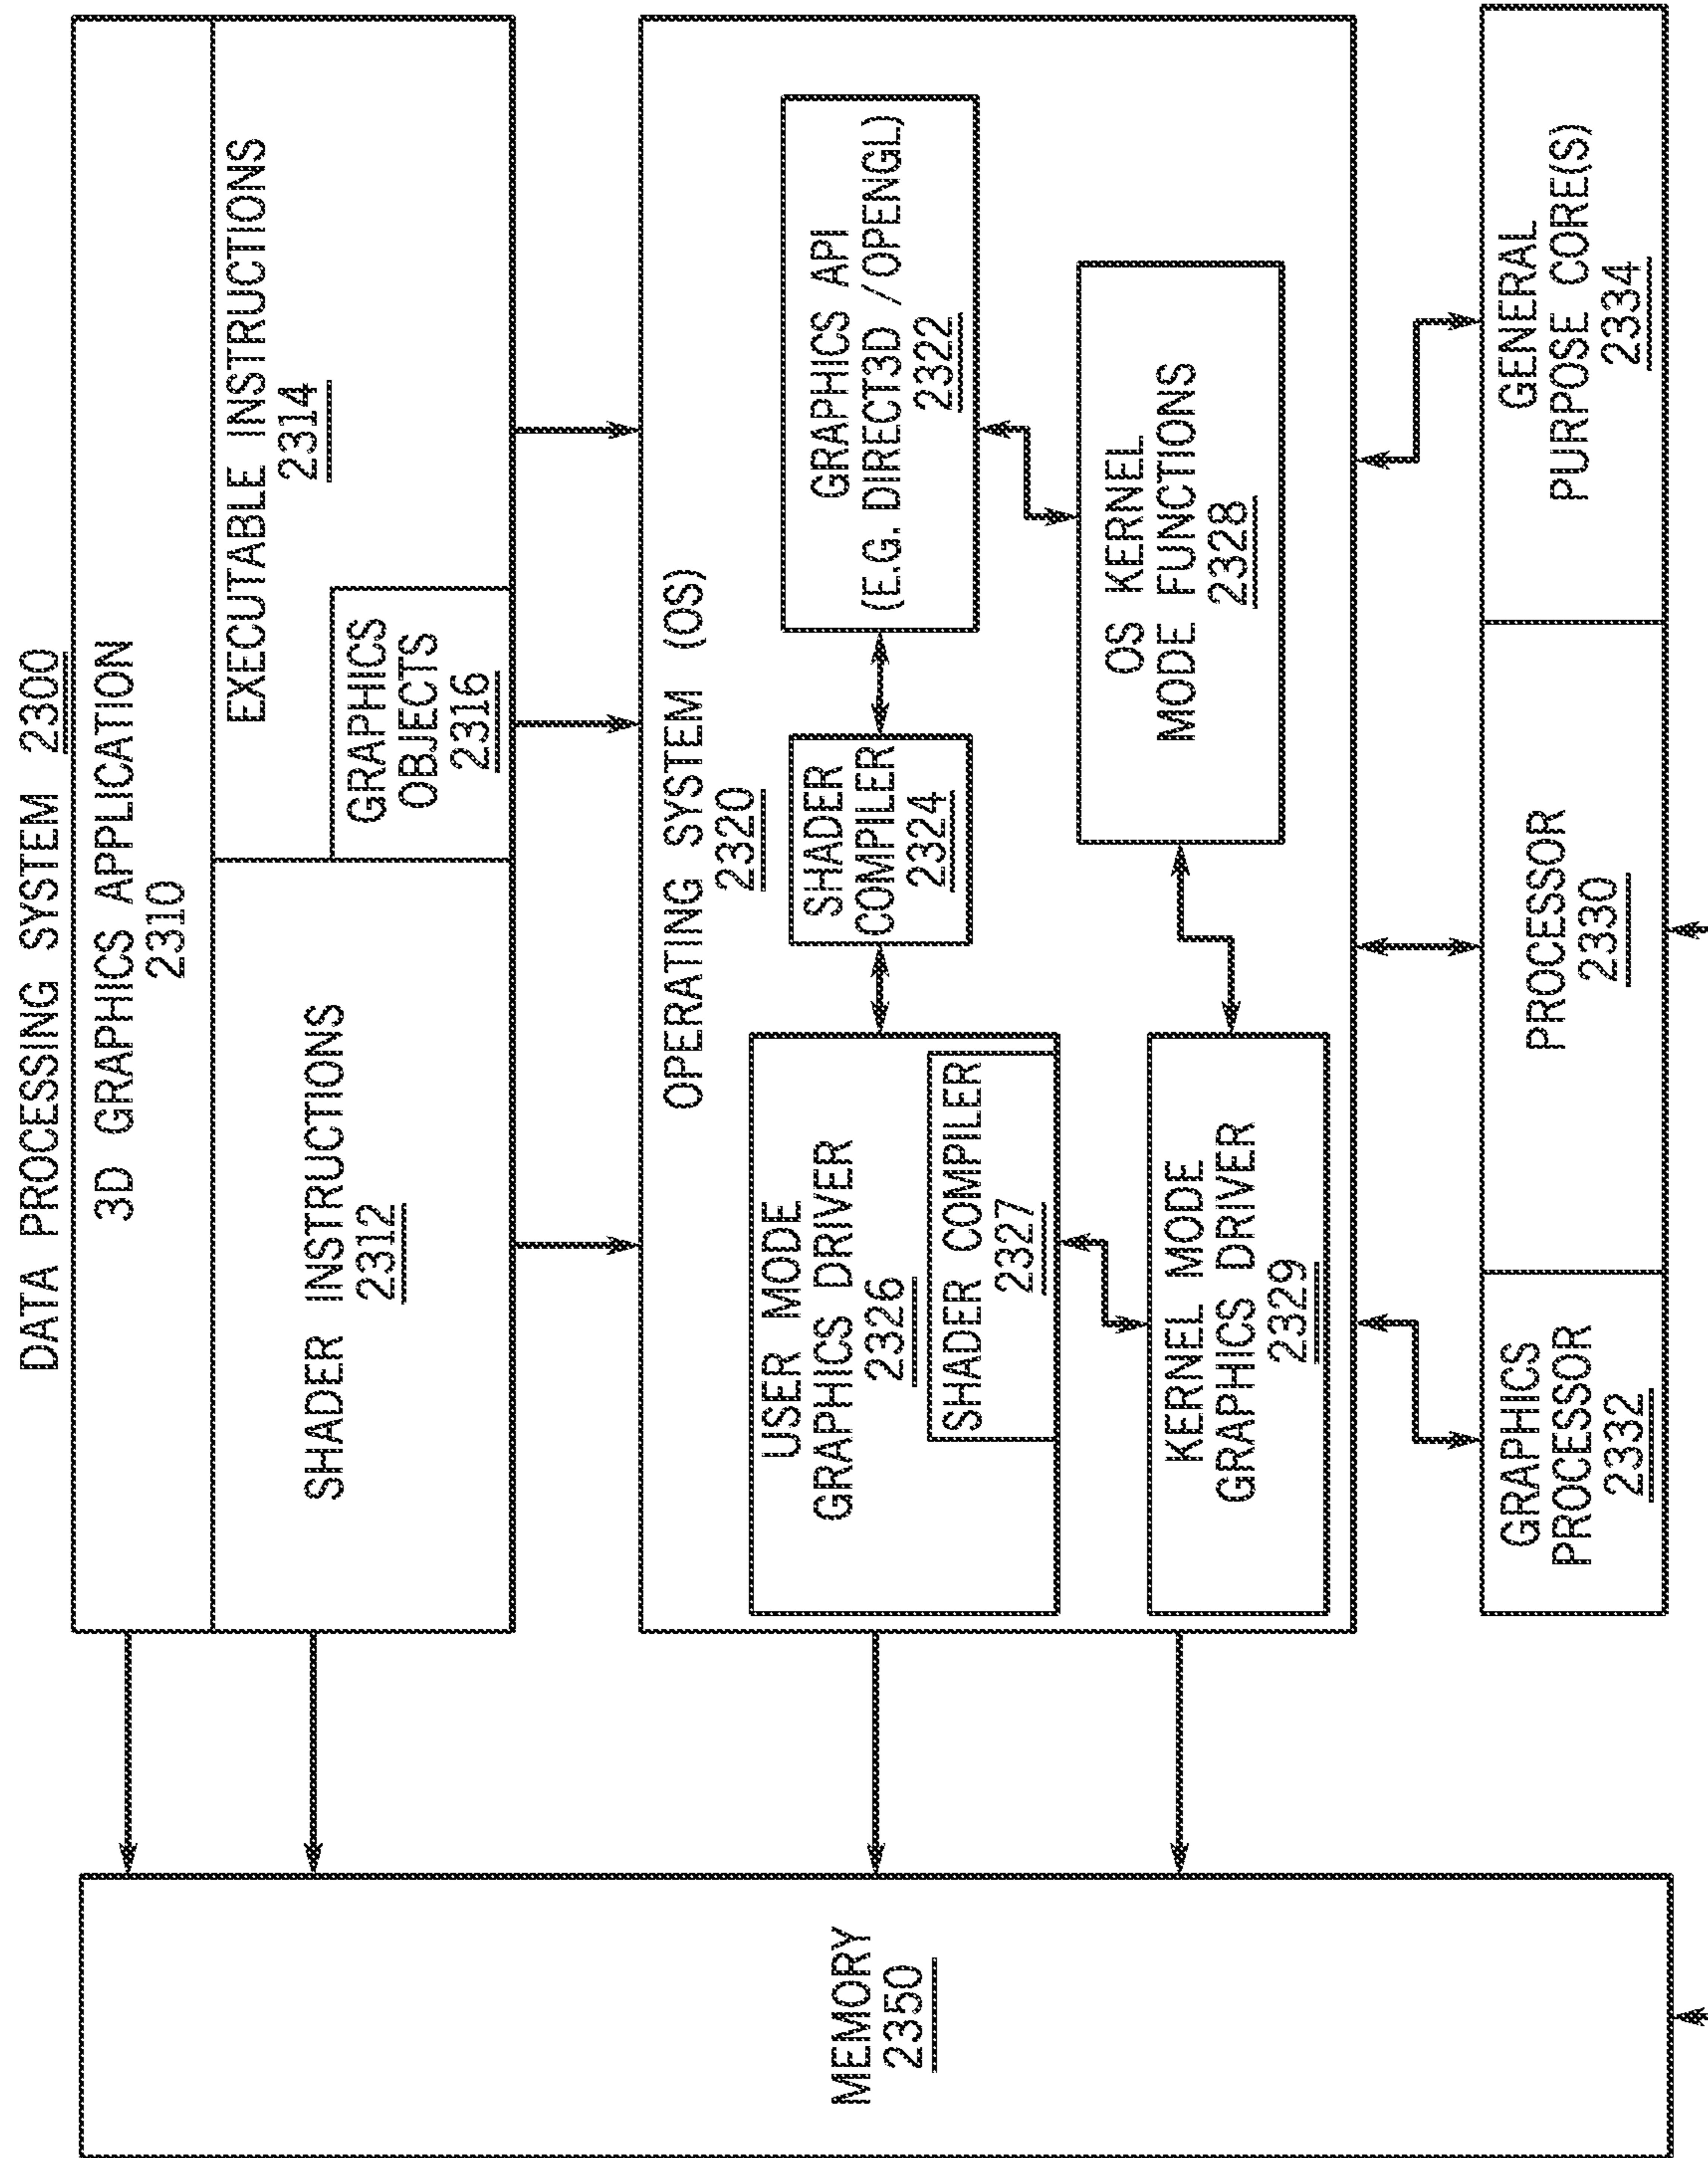 DATA PROCESSING SYSTEM 2300
3D GRAPHICS APPLICATION
2310
SHADER INSTRUCTIONS
2312
EXECUTABLE INSTRUCTIONS
2314
GRAPHICS
OBJECTS
2316
OPERATING SYSTEM (OS)
2320
USER MODE
GRAPHICS DRIVER
2326
SHADER COMPILER
2327
SHADER
COMPILER
2324
GRAPHICS API
(E.G. DIRECT3D /OPENGL)
2322
KERNEL MODE
GRAPHICS DRIVER
2329
OS KERNEL
MODE FUNCTIONS
2328
GRAPHICS
PROCESSOR
2332
PROCESSOR
2330
GENERAL
PURPOSE CORE(S)
2334
MEMORY
2350